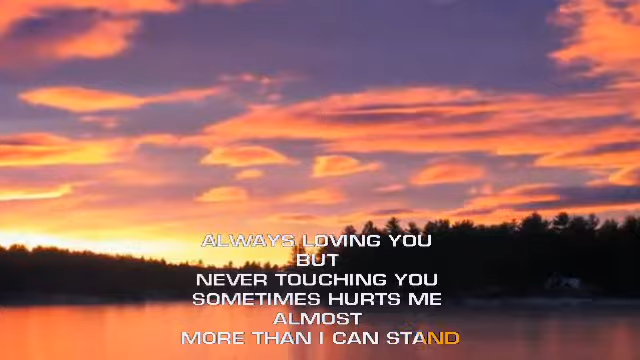 ALWAYS LOVING YOU
BUT
NEVER TOUCHING YOU
SOMETIMES HURTS ME
ALMOST
MORE THAN I CAN STAND